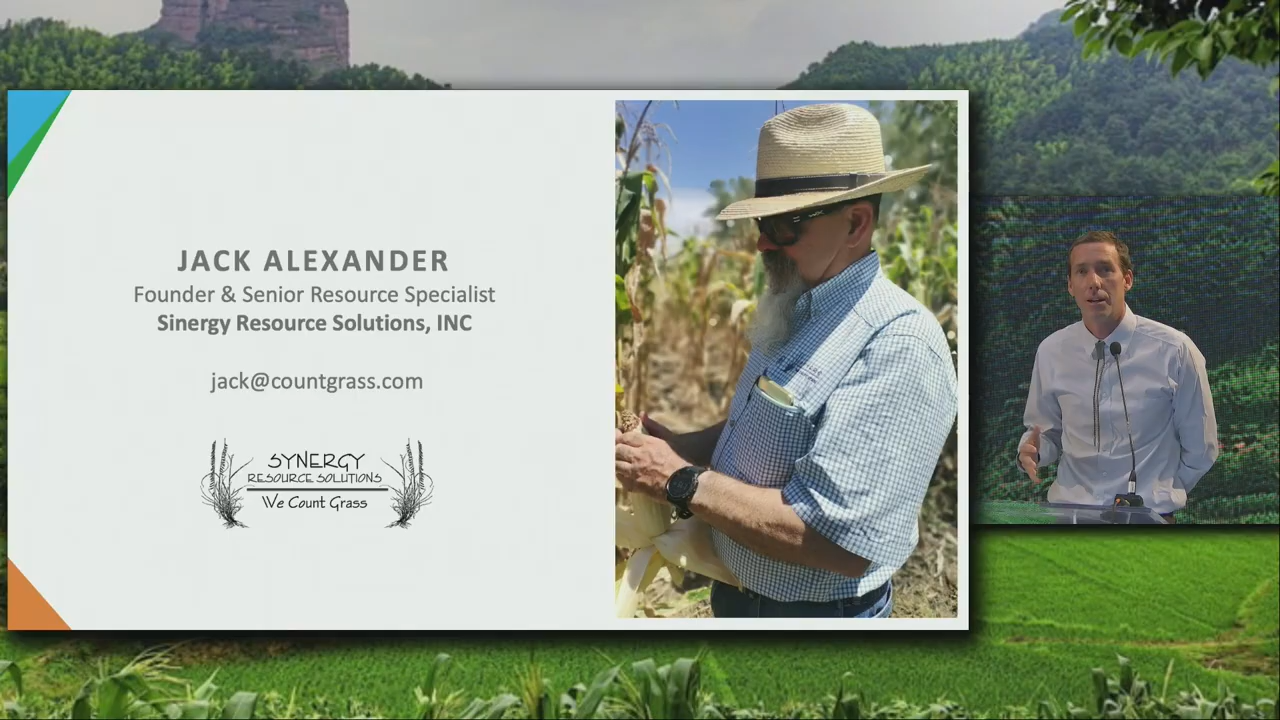 JACK ALEXANDER
Founder & Senior Resource Specialist
Sinergy Resource Solutions, INC
jack@countgrass.com
SYNERGY
RESOURCE SOLUTIONS
We Count Grass